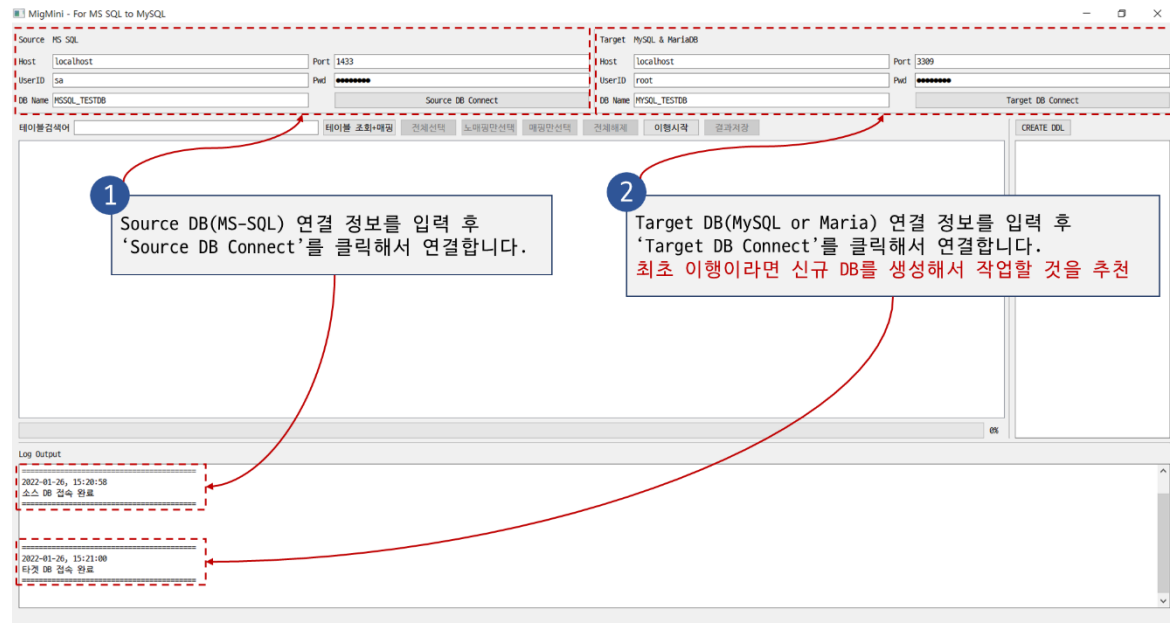 MigMini - For MS SQL to MySQL
Source MS SQL
Host localhost Port 1433
UserID sa Pwd ●●●●●●●●
DB Name MSSQL_TESTDB Source DB Connect
Target MySQL & MariaDB
Host localhost Port 3309
UserID root Pwd ●●●●●●●●
DB Name MYSQL_TESTDB Target DB Connect
테이블검색어 테이블 조회+매핑 전체선택 노매핑만선택 매핑만선택 전체해제 이행시작 결과저장 CREATE DDL
1
Source DB(MS-SQL) 연결 정보를 입력 후
‘Source DB Connect’를 클릭해서 연결합니다.
2
Target DB(MySQL or Maria) 연결 정보를 입력 후
‘Target DB Connect’를 클릭해서 연결합니다.
최초 이행이라면 신규 DB를 생성해서 작업할 것을 추천
0%
Log Output
========================================
2022-01-26, 15:20:58
소스 DB 접속 완료
========================================
========================================
2022-01-26, 15:21:00
타겟 DB 접속 완료
========================================